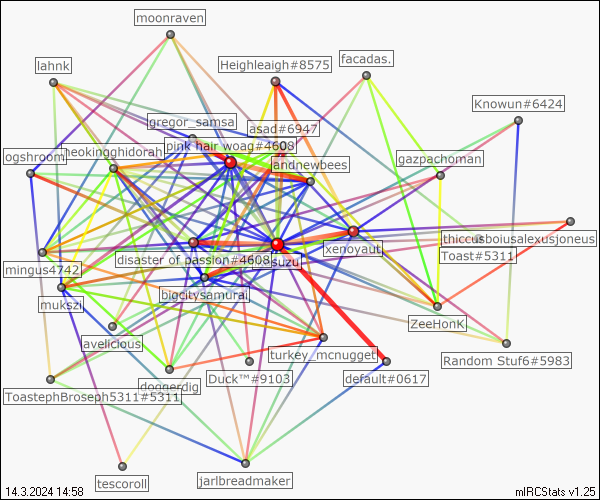 moonraven
lahnk
Heighleigh#8575
facadas.
Knowun#6424
gregor_samsa
asad#6947
pink hair woag#4608
ogshroom
heokingghidorah
andnewbees
gazpachoman
thiccusboiusalexusjoneus
xenoyaut
Toast#5311
disaster of passion#4608
suzu
mingus4742
bigcitysamurai
mukszi
ZeeHonK
avelicious
turkey_mcnugget
Random Stuf6#5983
doggerdig
Duck™#9103
default#0617
ToastephBroseph5311#5311
tescoroll
jarlbreadmaker
14.3.2024 14:58
mIRCStats v1.25